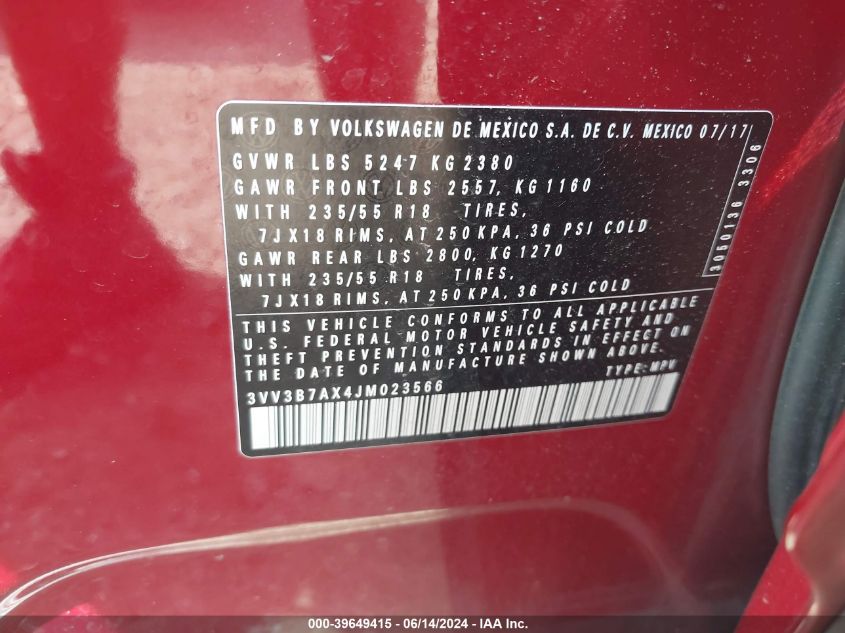 MFD BY VOLKSWAGEN DE MEXICO S.A. DE C.V. MEXICO 07/17
GVWR LBS 5247 KG 2380
GAWR FRONT LBS 2557, KG 1160
WITH 235/55 R18 TIRES,
7JX18 RIMS, AT 250 KPA, 36 PSI COLD
GAWR REAR LBS 2800, KG 1270
WITH 235/55 R18 TIRES,
7JX18 RIMS, AT 250 KPA, 36 PSI COLD
3050136 3306
THIS VEHICLE CONFORMS TO ALL APPLICABLE
U.S. FEDERAL MOTOR VEHICLE SAFETY AND
THEFT PREVENTION STANDARDS IN EFFECT ON
THE DATE OF MANUFACTURE SHOWN ABOVE.
TYPE: MPV
3VV3B7AX4JM023566
000-39649415 - 06/14/2024 - IAA Inc.